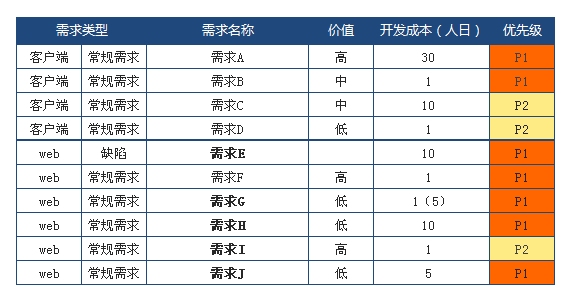 需求类型 需求名称 价值 开发成本（人日） 优先级
客户端 常规需求 需求A 高 30 P1
客户端 常规需求 需求B 中 1 P1
客户端 常规需求 需求C 中 10 P2
客户端 常规需求 需求D 低 1 P2
web 缺陷 需求E 10 P1
web 常规需求 需求F 高 1 P1
web 常规需求 需求G 低 1（5） P1
web 常规需求 需求H 低 10 P1
web 常规需求 需求I 高 1 P2
web 常规需求 需求J 低 5 P1